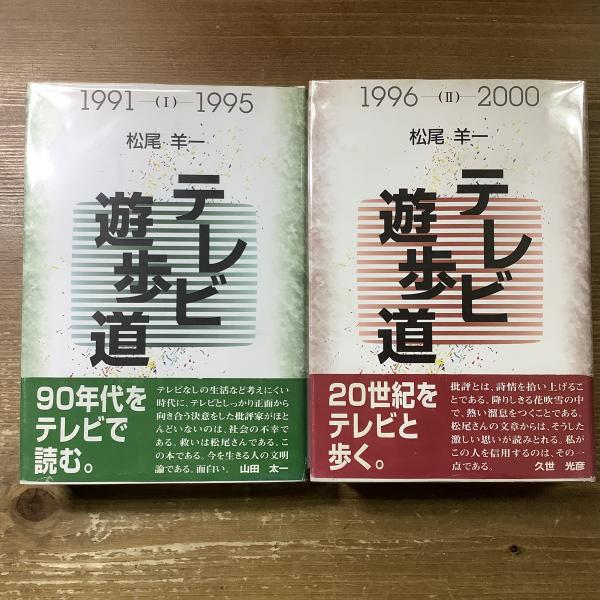 1991—(I)—1995
松尾 羊一
テレビ
遊歩道
90年代を
テレビで
読む。
テレビなしの生活など考えにくい
時代に、テレビとしっかり正面から
向き合う決意をした批評家がほと
んどいないのは、社会の不幸で
ある。救いは松尾さんである。こ
の本である。今を生きる人の文明
論である。面白い。 山田 太一
1996—(II)—2000
松尾 羊一
テレビ
遊歩道
20世紀を
テレビと
歩く。
批評とは、詩情を拾い上げるこ
とである。降りしきる花吹雪の中
で、熱い溜息をつくことである。
松尾さんの文章からは、そうした
激しい思いが読みとれる。私が
この人を信用するのは、その一
点である。 久世 光彦